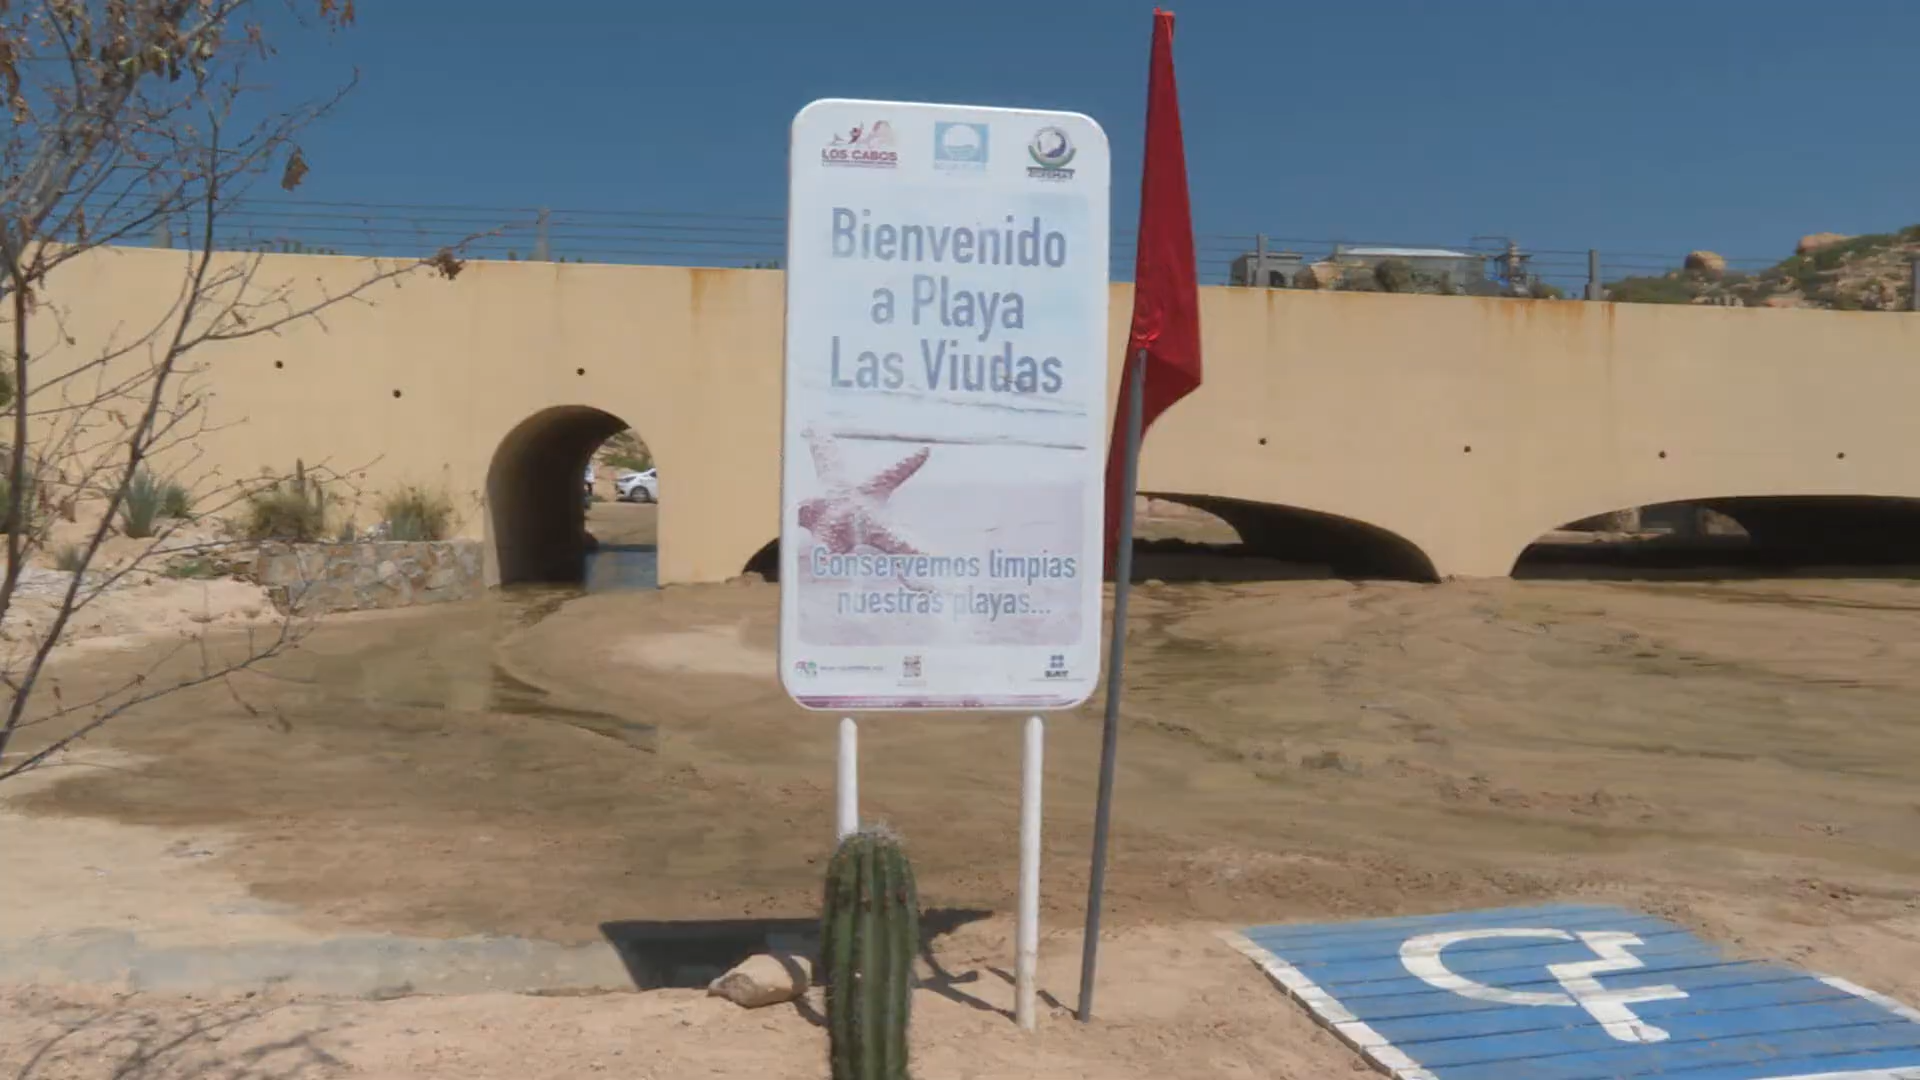 LOS CABOS
Bienvenido
a Playa
Las Viudas
Conservemos limpias
nuestras playas...